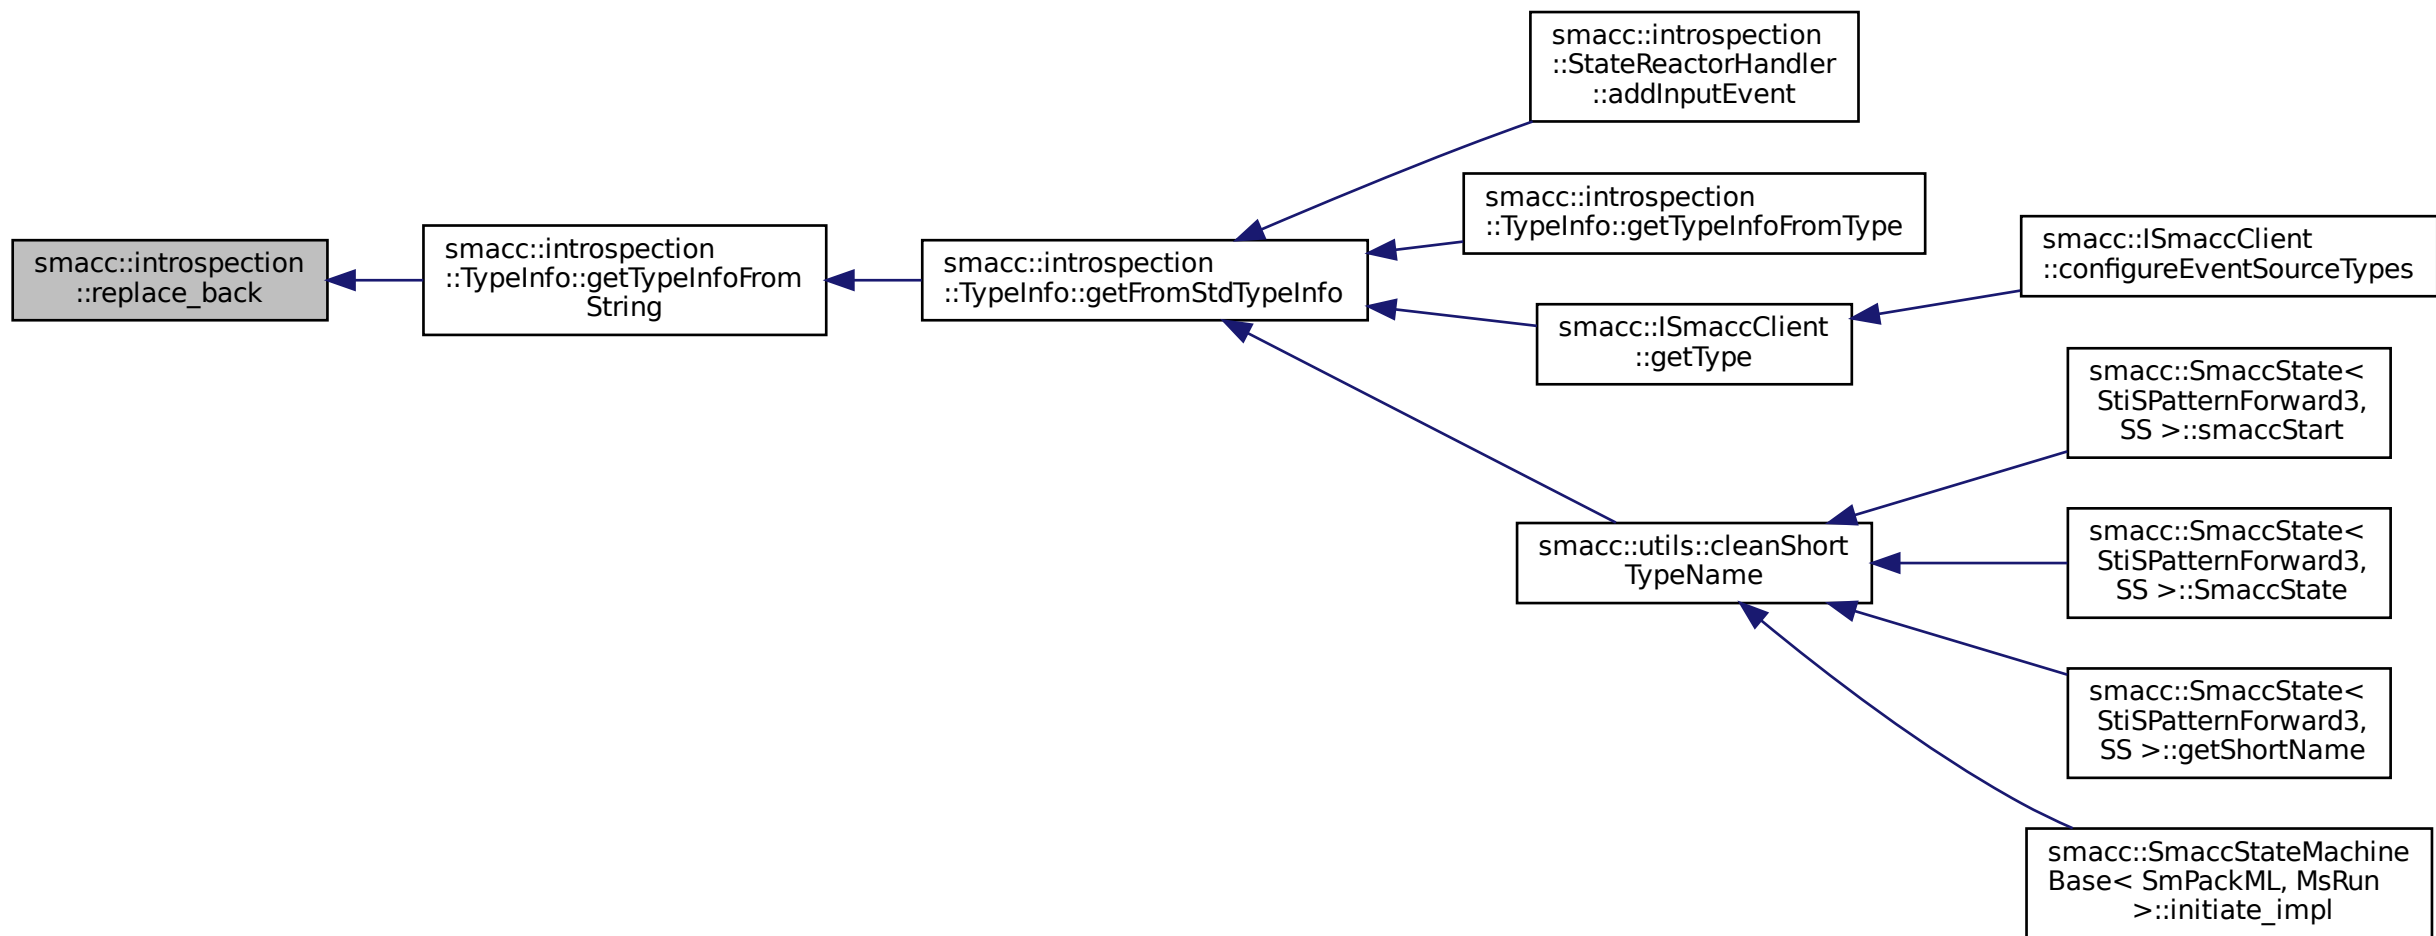 smacc::introspection
::replace_back
smacc::introspection
::TypeInfo::getTypeInfoFrom
String
smacc::introspection
::TypeInfo::getFromStdTypeInfo
smacc::introspection
::StateReactorHandler
::addInputEvent
smacc::introspection
::TypeInfo::getTypeInfoFromType
smacc::ISmaccClient
::getType
smacc::ISmaccClient
::configureEventSourceTypes
smacc::utils::cleanShort
TypeName
smacc::SmaccState<
StiSPatternForward3,
SS >::smaccStart
smacc::SmaccState<
StiSPatternForward3,
SS >::SmaccState
smacc::SmaccState<
StiSPatternForward3,
SS >::getShortName
smacc::SmaccStateMachine
Base< SmPackML, MsRun
>::initiate_impl